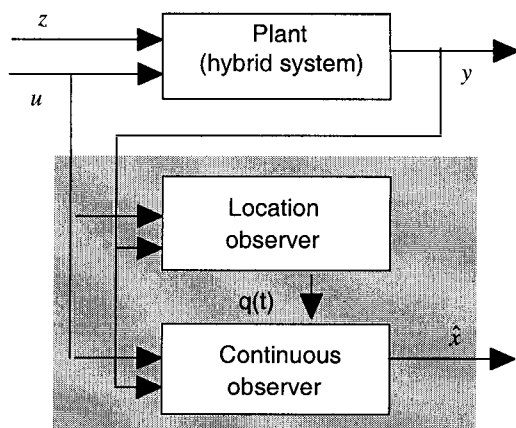 z
Plant
(hybrid system)
u
y
Location
observer
q(t)
x̂
Continuous
observer